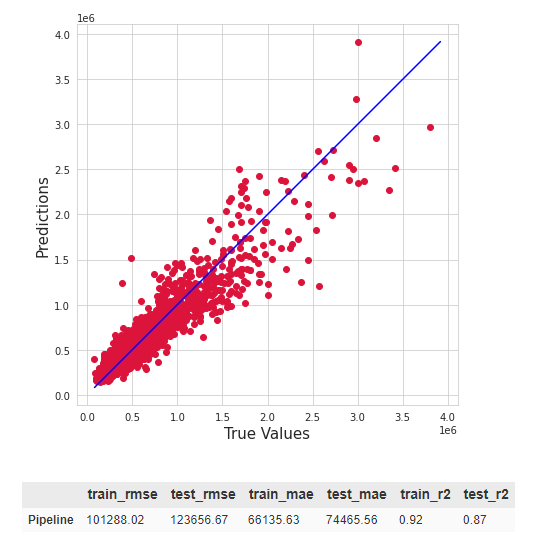 1e6
4.0
3.5
3.0
2.5
2.0
1.5
1.0
0.5
0.0
Predictions
0.0 0.5 1.0 1.5 2.0 2.5 3.0 3.5 4.0
1e6
True Values
train_rmse test_rmse train_mae test_mae train_r2 test_r2
Pipeline 101288.02 123656.67 66135.63 74465.56 0.92 0.87